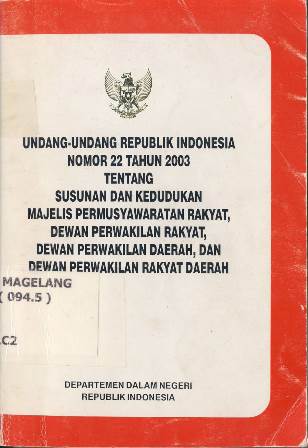 UNDANG-UNDANG REPUBLIK INDONESIA
NOMOR 22 TAHUN 2003
TENTANG
SUSUNAN DAN KEDUDUKAN
MAJELIS PERMUSYAWARATAN RAKYAT,
DEWAN PERWAKILAN RAKYAT,
DEWAN PERWAKILAN DAERAH, DAN
DEWAN PERWAKILAN RAKYAT DAERAH
MAGELANG
( 094.5 )
.C2
DEPARTEMEN DALAM NEGERI
REPUBLIK INDONESIA